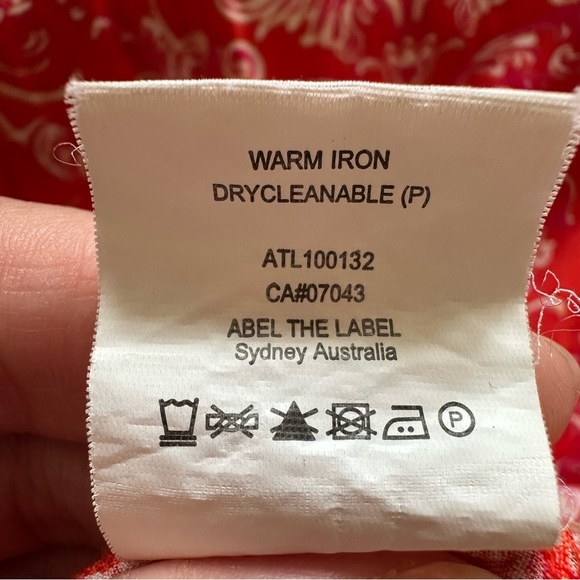 WARM IRON
DRYCLEANABLE (P)
ATL100132
CA#07043
ABEL THE LABEL
Sydney Australia
P